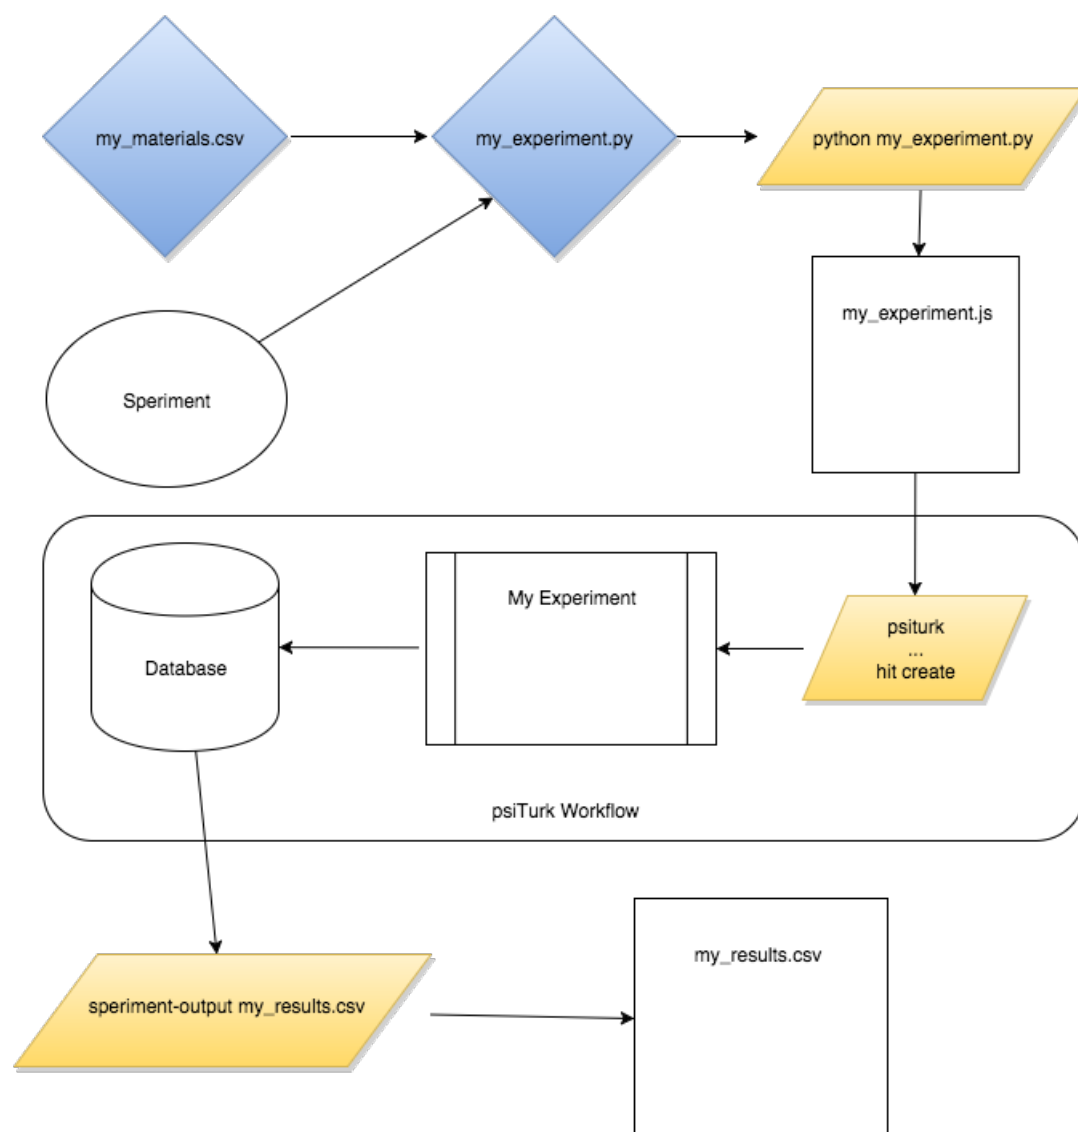 my_materials.csv
my_experiment.py
python my_experiment.py
my_experiment.js
Speriment
My Experiment
psiturk
...
hit create
Database
psiTurk Workflow
speriment-output my_results.csv
my_results.csv